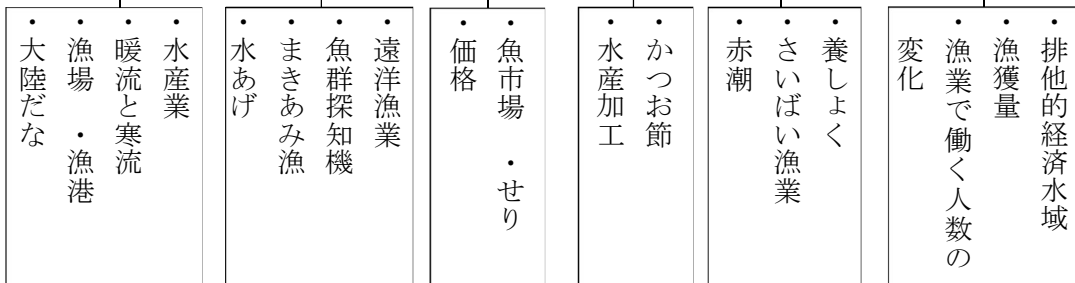 ・排他的経済水域
・漁獲量
・漁業で働く人数の
変化
・養しょく
・さいばい漁業
・赤潮
・かつお節
・水産加工
・魚市場　・せり
・価格
・遠洋漁業
・魚群探知機
・まきあみ漁
・水あげ
・水産業
・暖流と寒流
・漁場　・漁港
・大陸だな